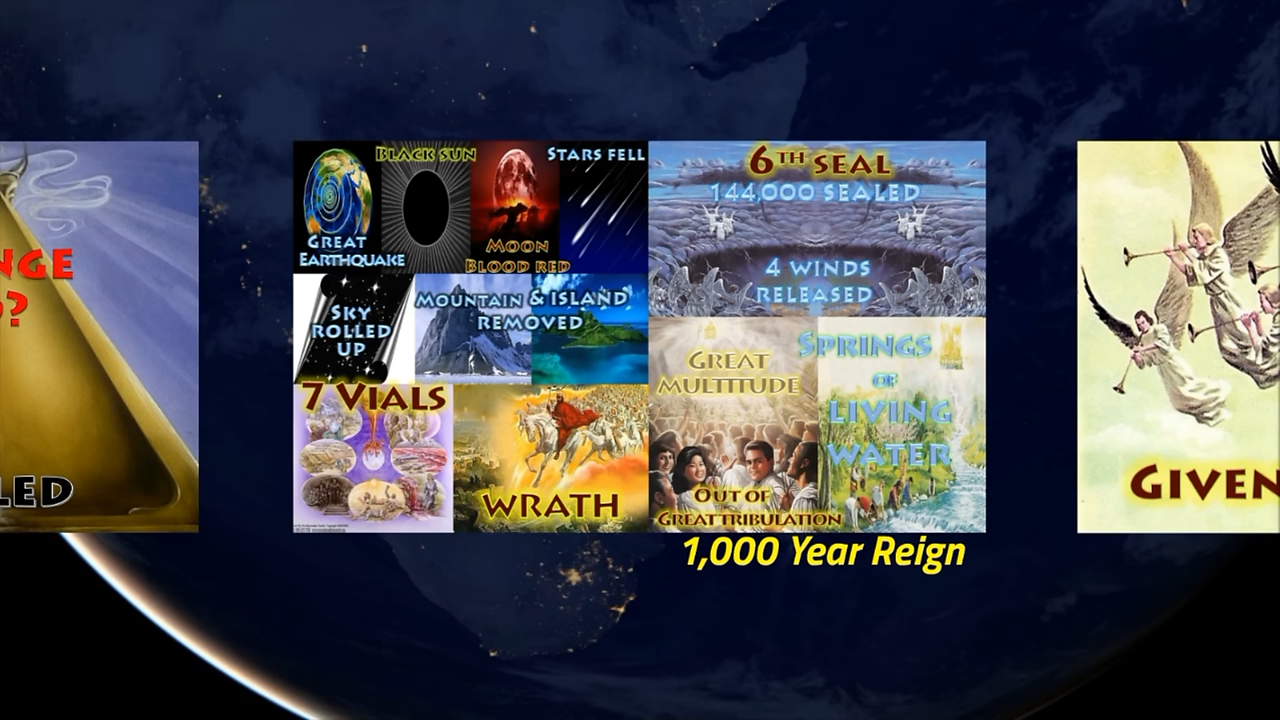 NGE
?
LED
GREAT
EARTHQUAKE
BLACK SUN
MOON
BLOOD RED
STARS FELL
SKY
ROLLED
UP
MOUNTAIN & ISLAND
REMOVED
7 VIALS
WRATH
6TH SEAL
144,000 SEALED
4 WINDS
RELEASED
GREAT
MULTITUDE
OUT OF
GREAT TRIBULATION
SPRINGS
OF
LIVING
WATER
1,000 Year Reign
GIVEN